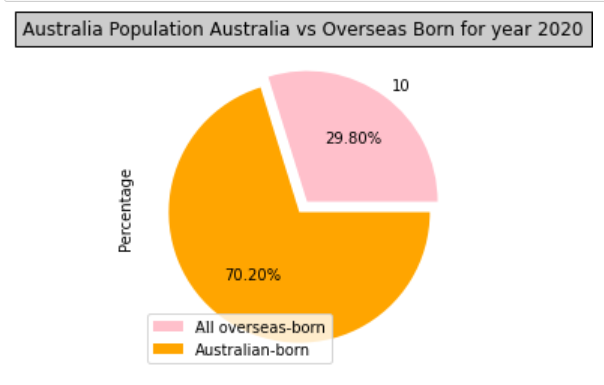 Australia Population Australia vs Overseas Born for year 2020
10
29.80%
Percentage
70.20%
All overseas-born
Australian-born